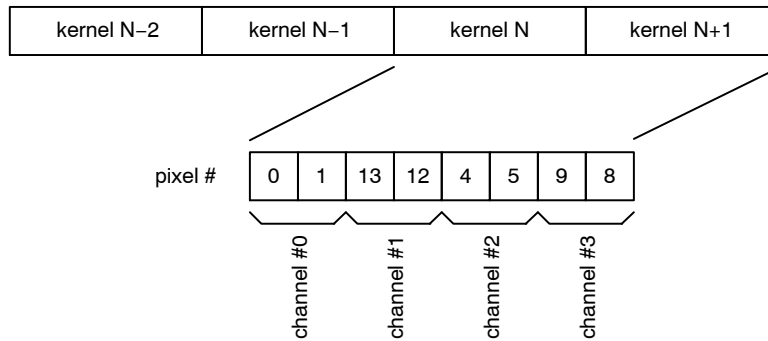 kernel N−2 kernel N−1 kernel N kernel N+1
pixel # 0 1 13 12 4 5 9 8
channel #0 channel #1 channel #2 channel #3